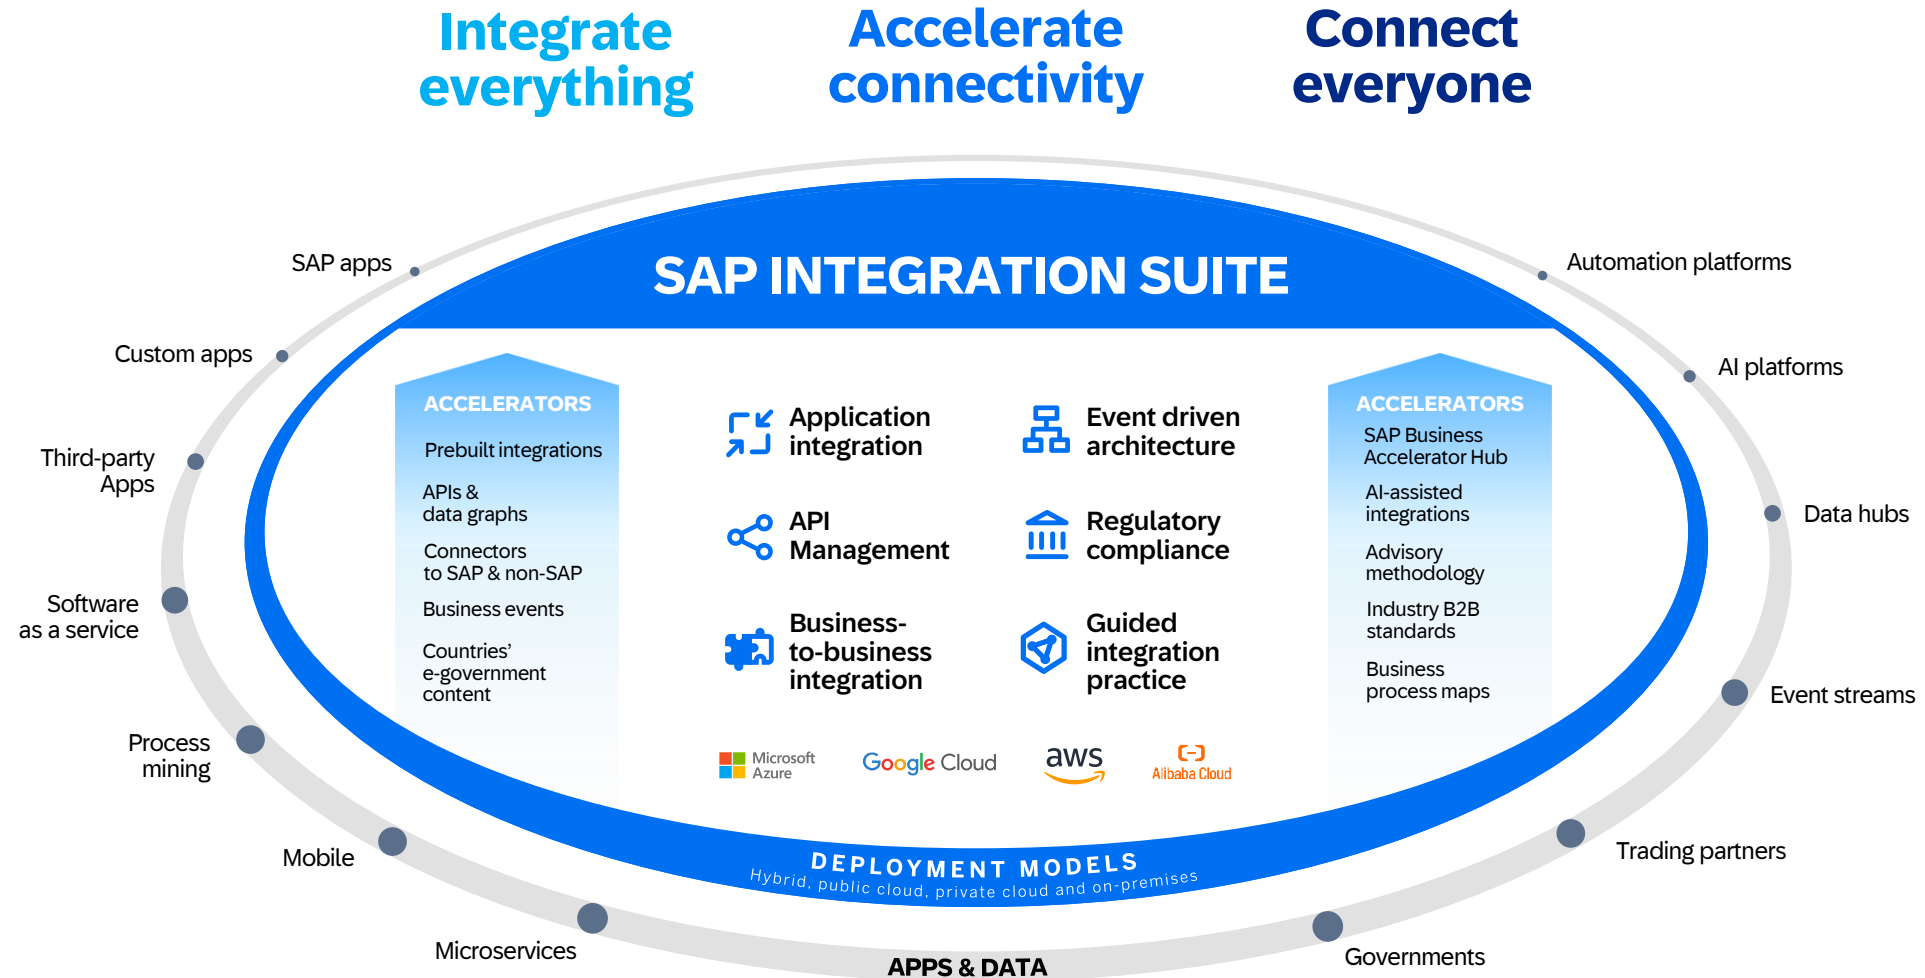 Integrate
everything
Accelerate
connectivity
Connect
everyone
SAP INTEGRATION SUITE
SAP apps
Custom apps
Third-party
Apps
Software
as a service
Process
mining
Mobile
Microservices
ACCELERATORS
Prebuilt integrations
APIs &
data graphs
Connectors
to SAP & non-SAP
Business events
Countries’
e-government
content
Application
integration
API
Management
Business-
to-business
integration
Event driven
architecture
Regulatory
compliance
Guided
integration
practice
Microsoft
Azure
Google Cloud
aws
Alibaba Cloud
ACCELERATORS
SAP Business
Accelerator Hub
AI-assisted
integrations
Advisory
methodology
Industry B2B
standards
Business
process maps
Automation platforms
AI platforms
Data hubs
Event streams
Trading partners
Governments
DEPLOYMENT MODELS
Hybrid, public cloud, private cloud and on-premises
APPS & DATA